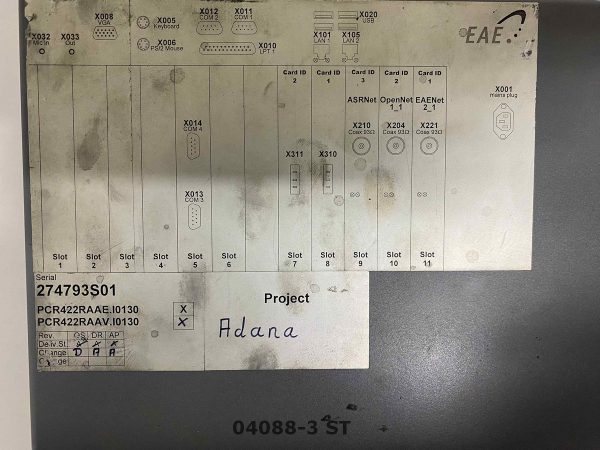 X032
Mic In
X033
Out
X008
VGA
X005
Keyboard
X006
PS/2 Mouse
X012
COM 2
X011
COM 1
X010
LPT 1
X020
USB
X101
LAN 1
X105
LAN 2
EAE
X001
mains plug
Card ID
2
Card ID
1
Card ID
3
Card ID
2
Card ID
1
ASRNet
OpenNet
1_1
EAENet
2_1
X210
Coax 93Ω
X204
Coax 93Ω
X221
Coax 93Ω
X014
COM 4
X311
X310
X013
COM 3
Slot
1
Slot
2
Slot
3
Slot
4
Slot
5
Slot
6
Slot
7
Slot
8
Slot
9
Slot
10
Slot
11
Serial
274793S01
PCR422RAAE.I0130 X
PCR422RAAV.I0130 X
Project
Adana
Rev. OS DR AP
Deliv.St.
Change D A A
04088-3 ST